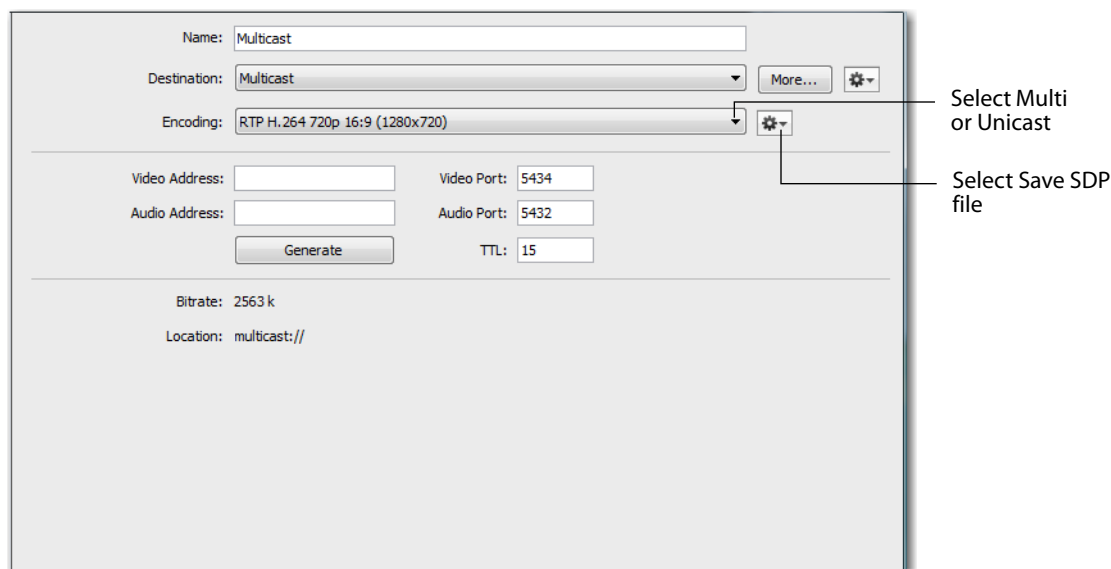 Name: Multicast
Destination: Multicast More...
Encoding: RTP H.264 720p 16:9 (1280x720)
Select Multi
or Unicast
Video Address: Video Port: 5434
Select Save SDP
file
Audio Address: Audio Port: 5432
Generate TTL: 15
Bitrate: 2563 k
Location: multicast://